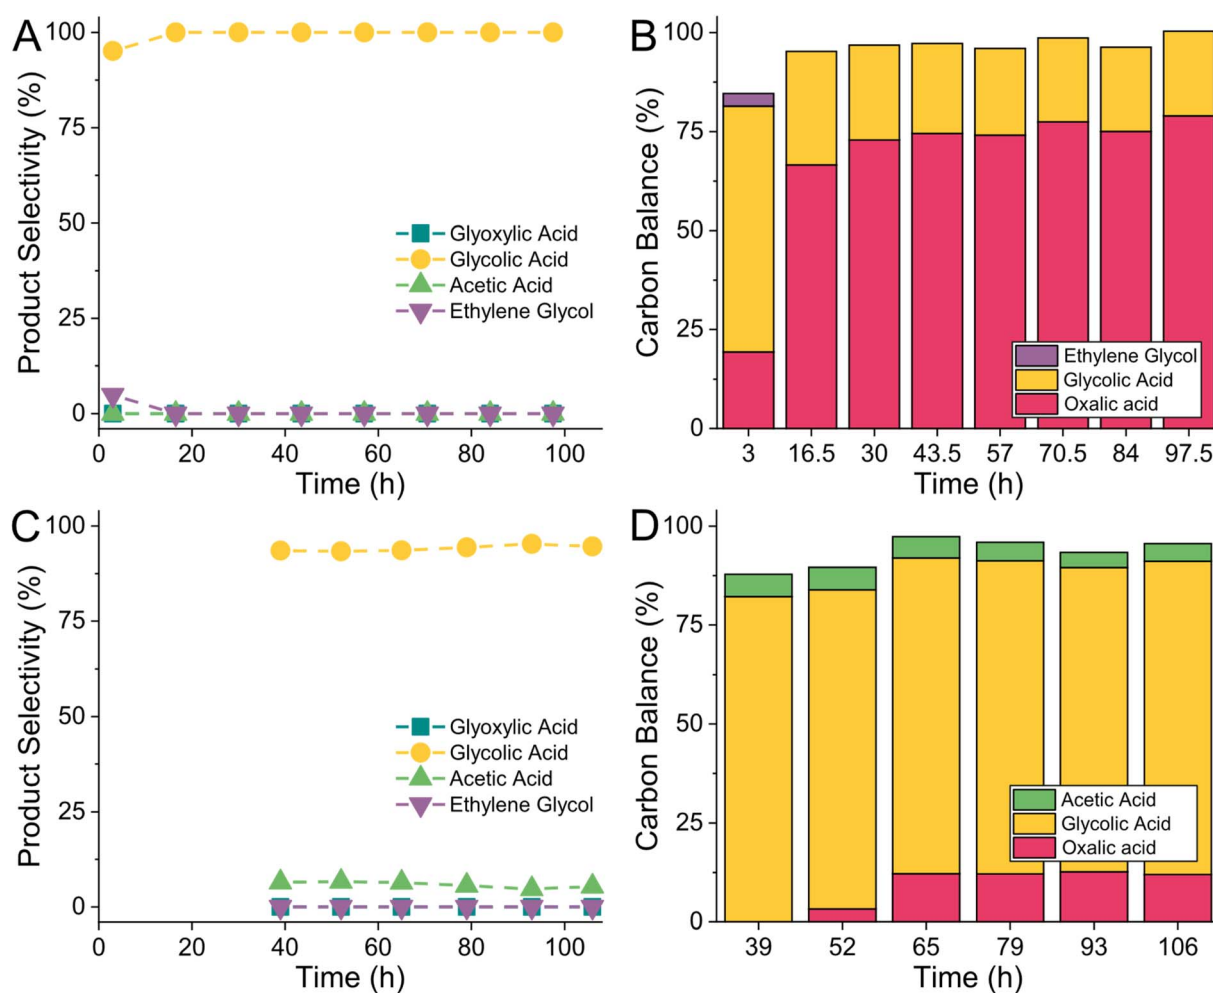 A
Product Selectivity (%)
100
75
50
25
0
Glyoxylic Acid
Glycolic Acid
Acetic Acid
Ethylene Glycol
0 20 40 60 80 100
Time (h)
B
Carbon Balance (%)
100
75
50
25
0
Ethylene Glycol
Glycolic Acid
Oxalic acid
3 16.5 30 43.5 57 70.5 84 97.5
Time (h)
C
Product Selectivity (%)
100
75
50
25
0
Glyoxylic Acid
Glycolic Acid
Acetic Acid
Ethylene Glycol
0 20 40 60 80 100
Time (h)
D
Carbon Balance (%)
100
75
50
25
0
Acetic Acid
Glycolic Acid
Oxalic acid
39 52 65 79 93 106
Time (h)